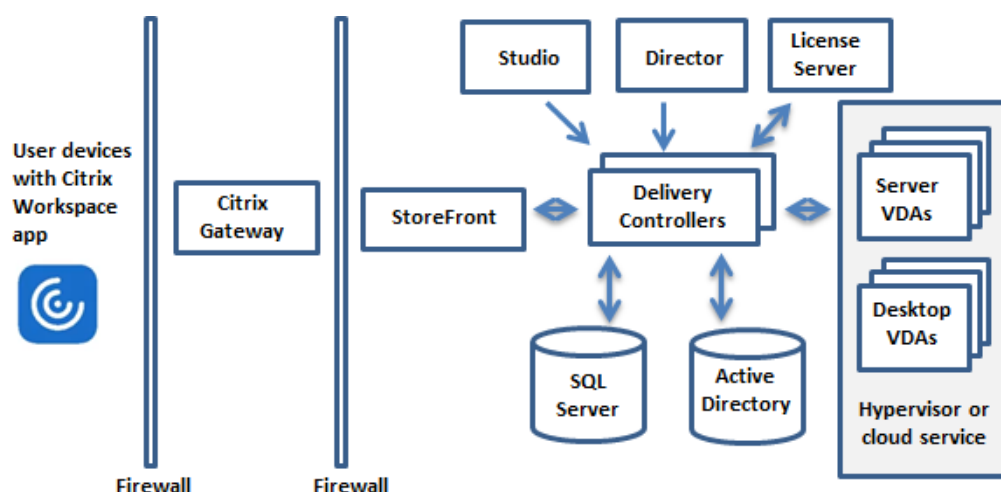 User devices
with Citrix
Workspace
app
Citrix
Gateway
StoreFront
Studio
Director
License
Server
Delivery
Controllers
SQL
Server
Active
Directory
Server
VDAs
Desktop
VDAs
Hypervisor or
cloud service
Firewall
Firewall